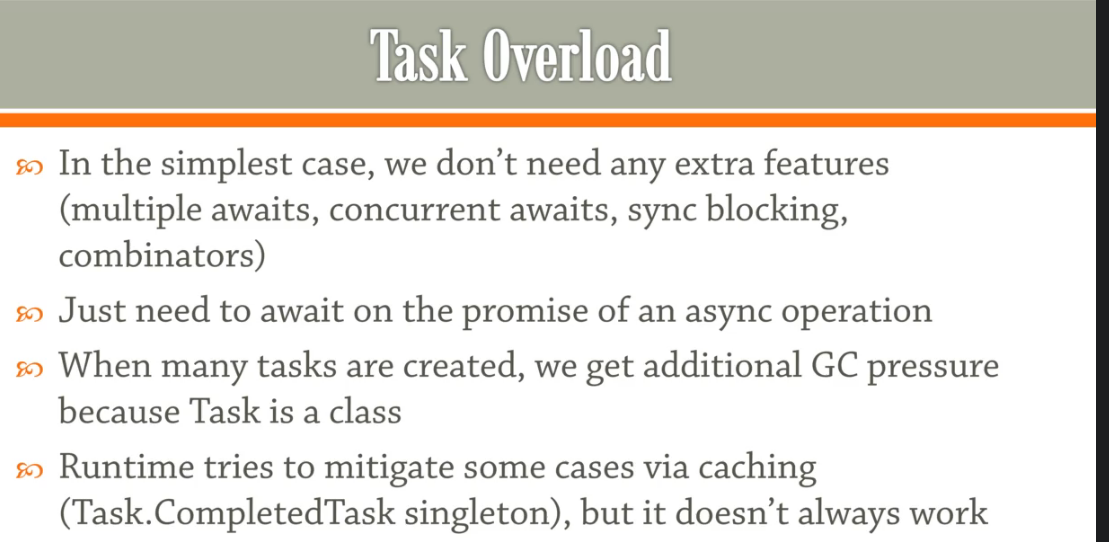 Task Overload
In the simplest case, we don’t need any extra features
(multiple awaits, concurrent awaits, sync blocking,
combinators)
Just need to await on the promise of an async operation
When many tasks are created, we get additional GC pressure
because Task is a class
Runtime tries to mitigate some cases via caching
(Task.CompletedTask singleton), but it doesn’t always work